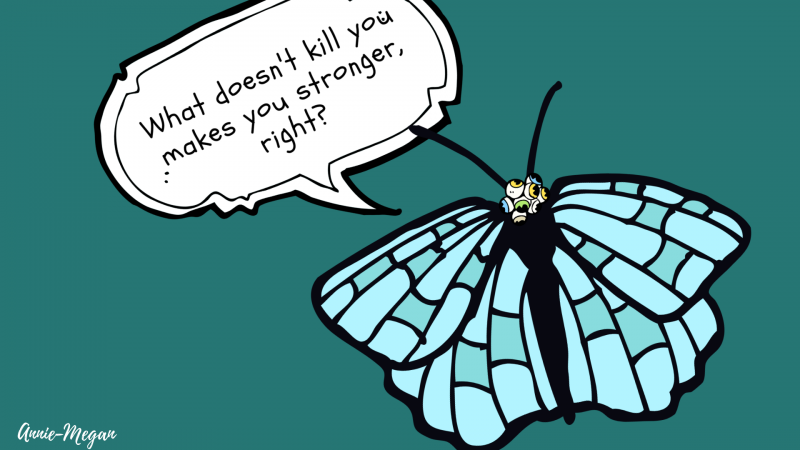 What doesn't kill you
makes you stronger,
right?
Annie-Megan